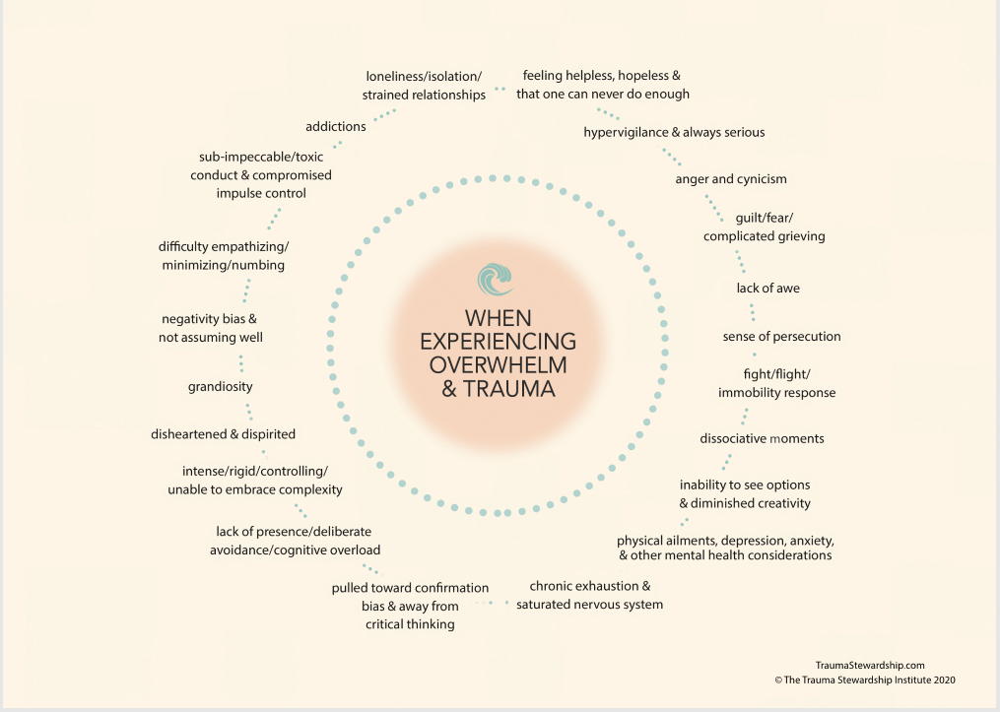 WHEN
EXPERIENCING
OVERWHELM
& TRAUMA
feeling helpless, hopeless &
that one can never do enough
hypervigilance & always serious
anger and cynicism
guilt/fear/
complicated grieving
lack of awe
sense of persecution
fight/flight/
immobility response
dissociative moments
inability to see options
& diminished creativity
physical ailments, depression, anxiety,
& other mental health considerations
chronic exhaustion &
saturated nervous system
pulled toward confirmation
bias & away from
critical thinking
lack of presence/deliberate
avoidance/cognitive overload
intense/rigid/controlling/
unable to embrace complexity
disheartened & dispirited
grandiosity
negativity bias &
not assuming well
difficulty empathizing/
minimizing/numbing
sub-impeccable/toxic
conduct & compromised
impulse control
addictions
loneliness/isolation/
strained relationships
TraumaStewardship.com
© The Trauma Stewardship Institute 2020